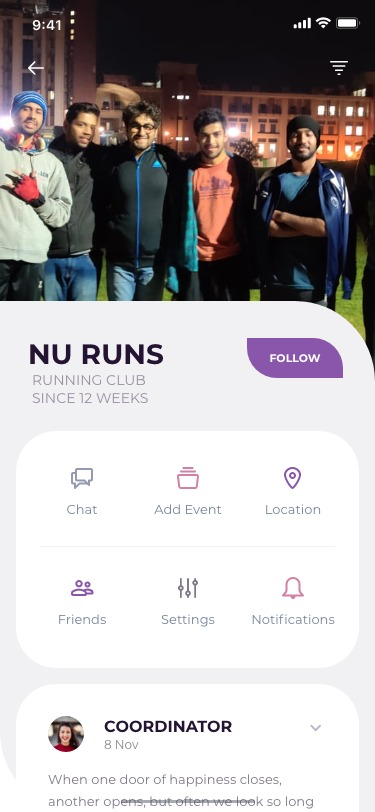 9:41
NU RUNS
RUNNING CLUB
SINCE 12 WEEKS
FOLLOW
Chat
Add Event
Location
Friends
Settings
Notifications
COORDINATOR
8 Nov
When one door of happiness closes,
another opens, but often we look so long